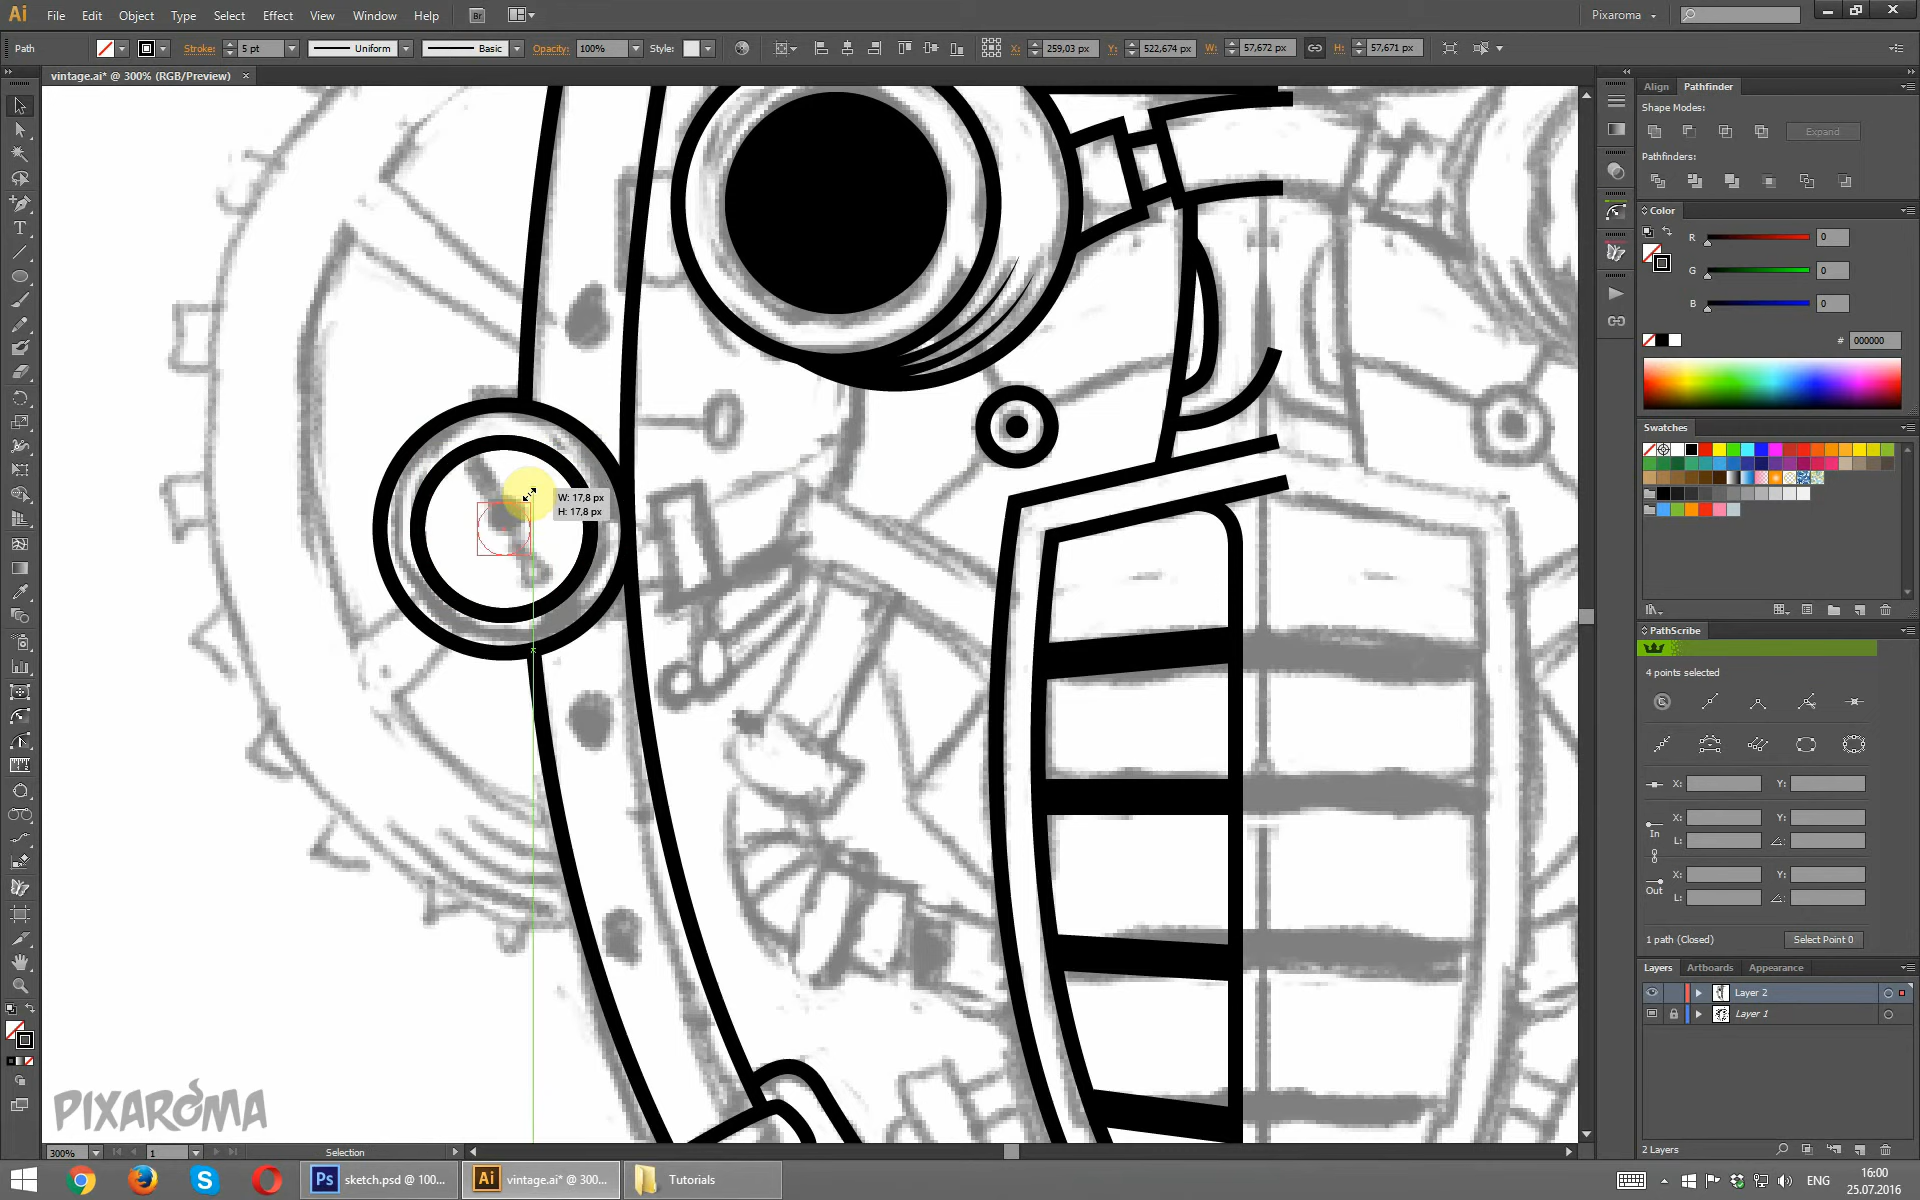 Ai File Edit Object Type Select Effect View Window Help Br Pixaroma
Path Stroke: 5 pt Uniform Basic Opacity: 100% Style: X: 259,03 px Y: 522,674 px W: 57,672 px H: 57,671 px
vintage.ai* @ 300% (RGB/Preview) ×
Align Pathfinder
Shape Modes:
Expand
Pathfinders:
Color
R 0
G 0
B 0
# 000000
Swatches
W: 17,8 px
H: 17,8 px
PathScribe
4 points selected
X: Y:
X: Y:
In
L:
X: Y:
Out
L:
1 path (Closed) Select Point 0
Layers Artboards Appearance
Layer 2
Layer 1
PIXAROMA
2 Layers
300% 1 Selection
Ps sketch.psd @ 100... Ai vintage.ai* @ 300... Tutorials
ENG
16:00
25.07.2016